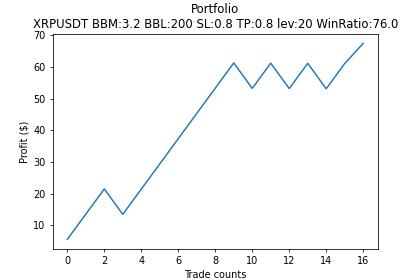 Portfolio
XRPUSDT BBM:3.2 BBL:200 SL:0.8 TP:0.8 lev:20 WinRatio:76.0
70
60
50
40
30
20
10
Profit ($)
0 2 4 6 8 10 12 14 16
Trade counts